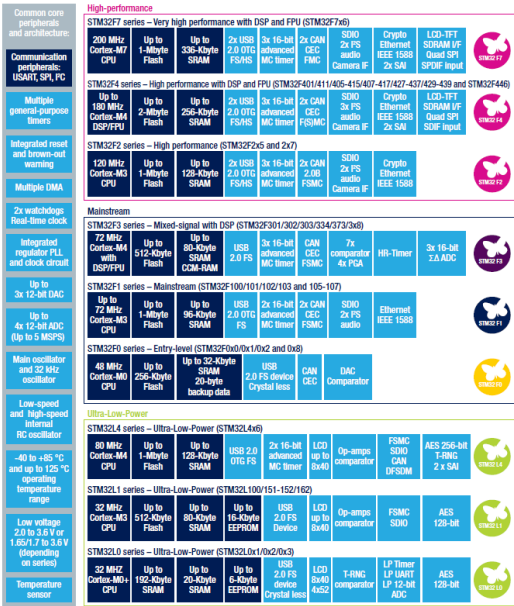 Common core
peripherals
and architecture:
Communication
peripherals:
USART, SPI, I²C
Multiple
general-purpose
timers
Integrated reset
and brown-out
warning
Multiple DMA
2x watchdogs
Real-time clock
Integrated
regulator PLL
and clock circuit
Up to
3x 12-bit DAC
Up to
4x 12-bit ADC
(Up to 5 MSPS)
Main oscillator
and 32 kHz
oscillator
Low-speed
and high-speed
internal
RC oscillator
-40 to +85 °C
and up to 125 °C
operating
temperature
range
Low voltage
2.0 to 3.6 V or
1.65/1.7 to 3.6 V
(depending
on series)
Temperature
sensor
High-performance
STM32F7 series – Very high performance with DSP and FPU (STM32F7x6)
200 MHz
Cortex-M7
CPU
Up to
1-Mbyte
Flash
Up to
336-Kbyte
SRAM
2x USB
2.0 OTG
FS/HS
3x 16-bit
advanced
MC timer
2x CAN
CEC
FMC
SDIO
2x I²S
audio
Camera IF
Crypto
Ethernet
IEEE 1588
2x SAI
LCD-TFT
SDRAM I/F
Quad SPI
SPDIF input
STM32 F7
STM32F4 series – High performance with DSP and FPU (STM32F401/411/405-415/407-417/427-437/429-439 and STM32F446)
Up to
180 MHz
Cortex-M4
DSP/FPU
Up to
2-Mbyte
Flash
Up to
256-Kbyte
SRAM
2x USB
2.0 OTG
FS/HS
3x 16-bit
advanced
MC timer
2x CAN
CEC
F(S)MC
SDIO
3x I²S
audio
Camera IF
Crypto
Ethernet
IEEE 1588
2x SAI
LCD-TFT
SDRAM I/F
Quad SPI
SDIF input
STM32 F4
STM32F2 series – High performance (STM32F2x5 and 2x7)
120 MHz
Cortex-M3
CPU
Up to
1-Mbyte
Flash
Up to
128-Kbyte
SRAM
2x USB
2.0 OTG
FS/HS
3x 16-bit
advanced
MC timer
2x CAN
2.0B
FSMC
SDIO
2x I²S
audio
Camera IF
Crypto
Ethernet
IEEE 1588
STM32 F2
Mainstream
STM32F3 series – Mixed-signal with DSP (STM32F301/302/303/334/373/3x8)
72 MHz
Cortex-M4
with
DSP/FPU
Up to
512-Kbyte
Flash
Up to
80-Kbyte
SRAM
CCM-RAM
USB
2.0 FS
3x 16-bit
advanced
MC timer
CAN
CEC
FSMC
7x
comparator
4x PGA
HR-Timer
3x 16-bit
ΣΔ ADC
STM32 F3
STM32F1 series – Mainstream (STM32F100/101/102/103 and 105-107)
Up to
72 MHz
Cortex-M3
CPU
Up to
1-Mbyte
Flash
Up to
96-Kbyte
SRAM
USB
2.0 OTG
FS
2x 16-bit
advanced
MC timer
2x CAN
CEC
FSMC
SDIO
2x I²S
audio
Ethernet
IEEE 1588
STM32 F1
STM32F0 series – Entry-level (STM32F0x0/0x1/0x2 and 0x8)
48 MHz
Cortex-M0
CPU
Up to
256-Kbyte
Flash
Up to 32-Kbyte
SRAM
20-byte
backup data
USB
2.0 FS device
Crystal less
CAN
CEC
DAC
Comparator
STM32 F0
Ultra-Low-Power
STM32L4 series – Ultra-Low-Power (STM32L4x6)
80 MHz
Cortex-M4
CPU
Up to
1-Mbyte
Flash
Up to
128-Kbyte
SRAM
USB 2.0
OTG FS
2x 16-bit
advanced
MC timer
LCD
up to
8x40
Op-amps
comparator
FSMC
SDIO
CAN
DFSDM
AES 256-bit
T-RNG
2 x SAI
STM32 L4
STM32L1 series – Ultra-Low-Power (STM32L100/151-152/162)
32 MHz
Cortex-M3
CPU
Up to
512-Kbyte
Flash
Up to
80-Kbyte
SRAM
Up to
16-Kbyte
EEPROM
USB
2.0 FS
Device
LCD
up to
8x40
Op-amps
comparator
FSMC
SDIO
AES
128-bit
STM32 L1
STM32L0 series – Ultra-Low-Power (STM32L0x1/0x2/0x3)
32 MHz
Cortex-M0+
CPU
Up to
192-Kbyte
SRAM
Up to
20-Kbyte
SRAM
Up to
6-Kbyte
EEPROM
USB
2.0 FS
device
Crystal less
LCD
8x40
4x52
T-RNG
comparator
LP Timer
LP UART
LP 12-bit
ADC
AES
128-bit
STM32 L0